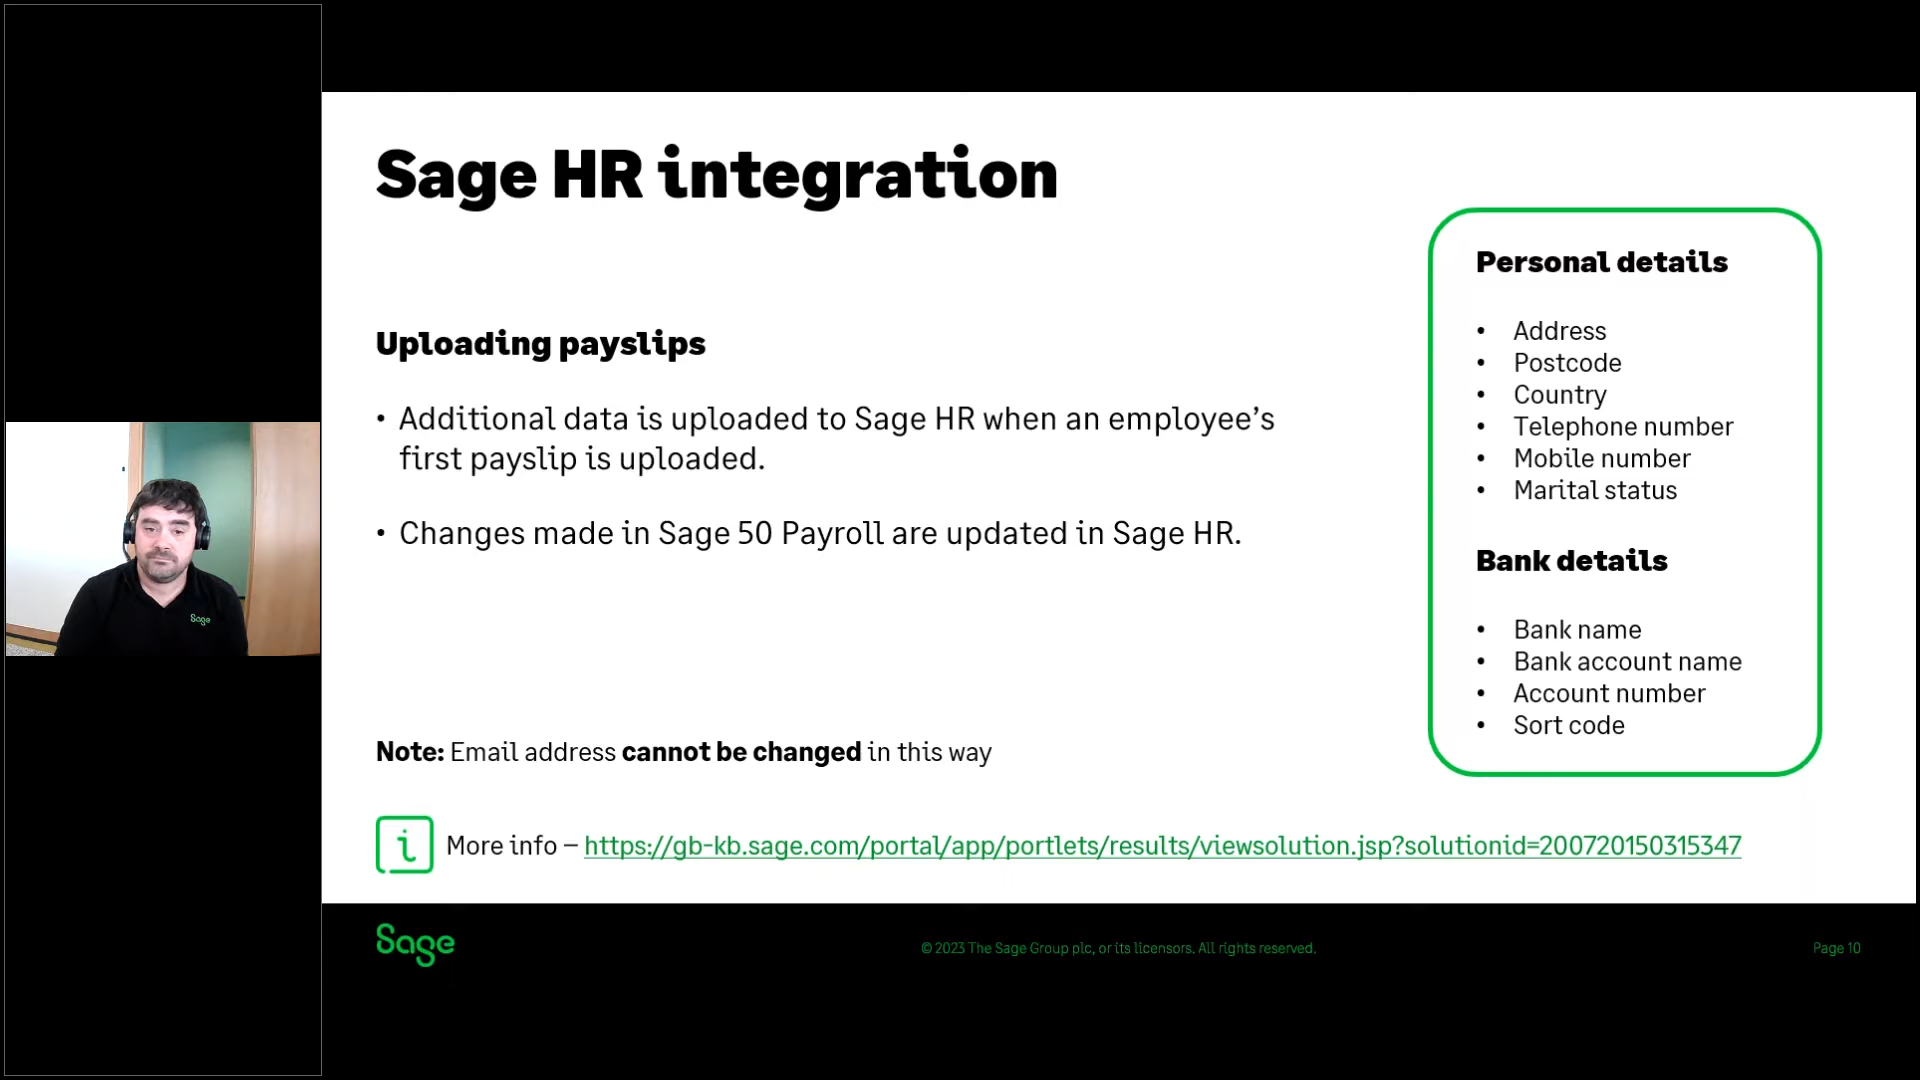 Sage HR integration
Uploading payslips
• Additional data is uploaded to Sage HR when an employee’s
first payslip is uploaded.
• Changes made in Sage 50 Payroll are updated in Sage HR.
Note: Email address cannot be changed in this way
i More info – https://gb-kb.sage.com/portal/app/portlets/results/viewsolution.jsp?solutionid=200720150315347
Personal details
• Address
• Postcode
• Country
• Telephone number
• Mobile number
• Marital status
Bank details
• Bank name
• Bank account name
• Account number
• Sort code
Sage
Sage
© 2023 The Sage Group plc, or its licensors. All rights reserved.
Page 10